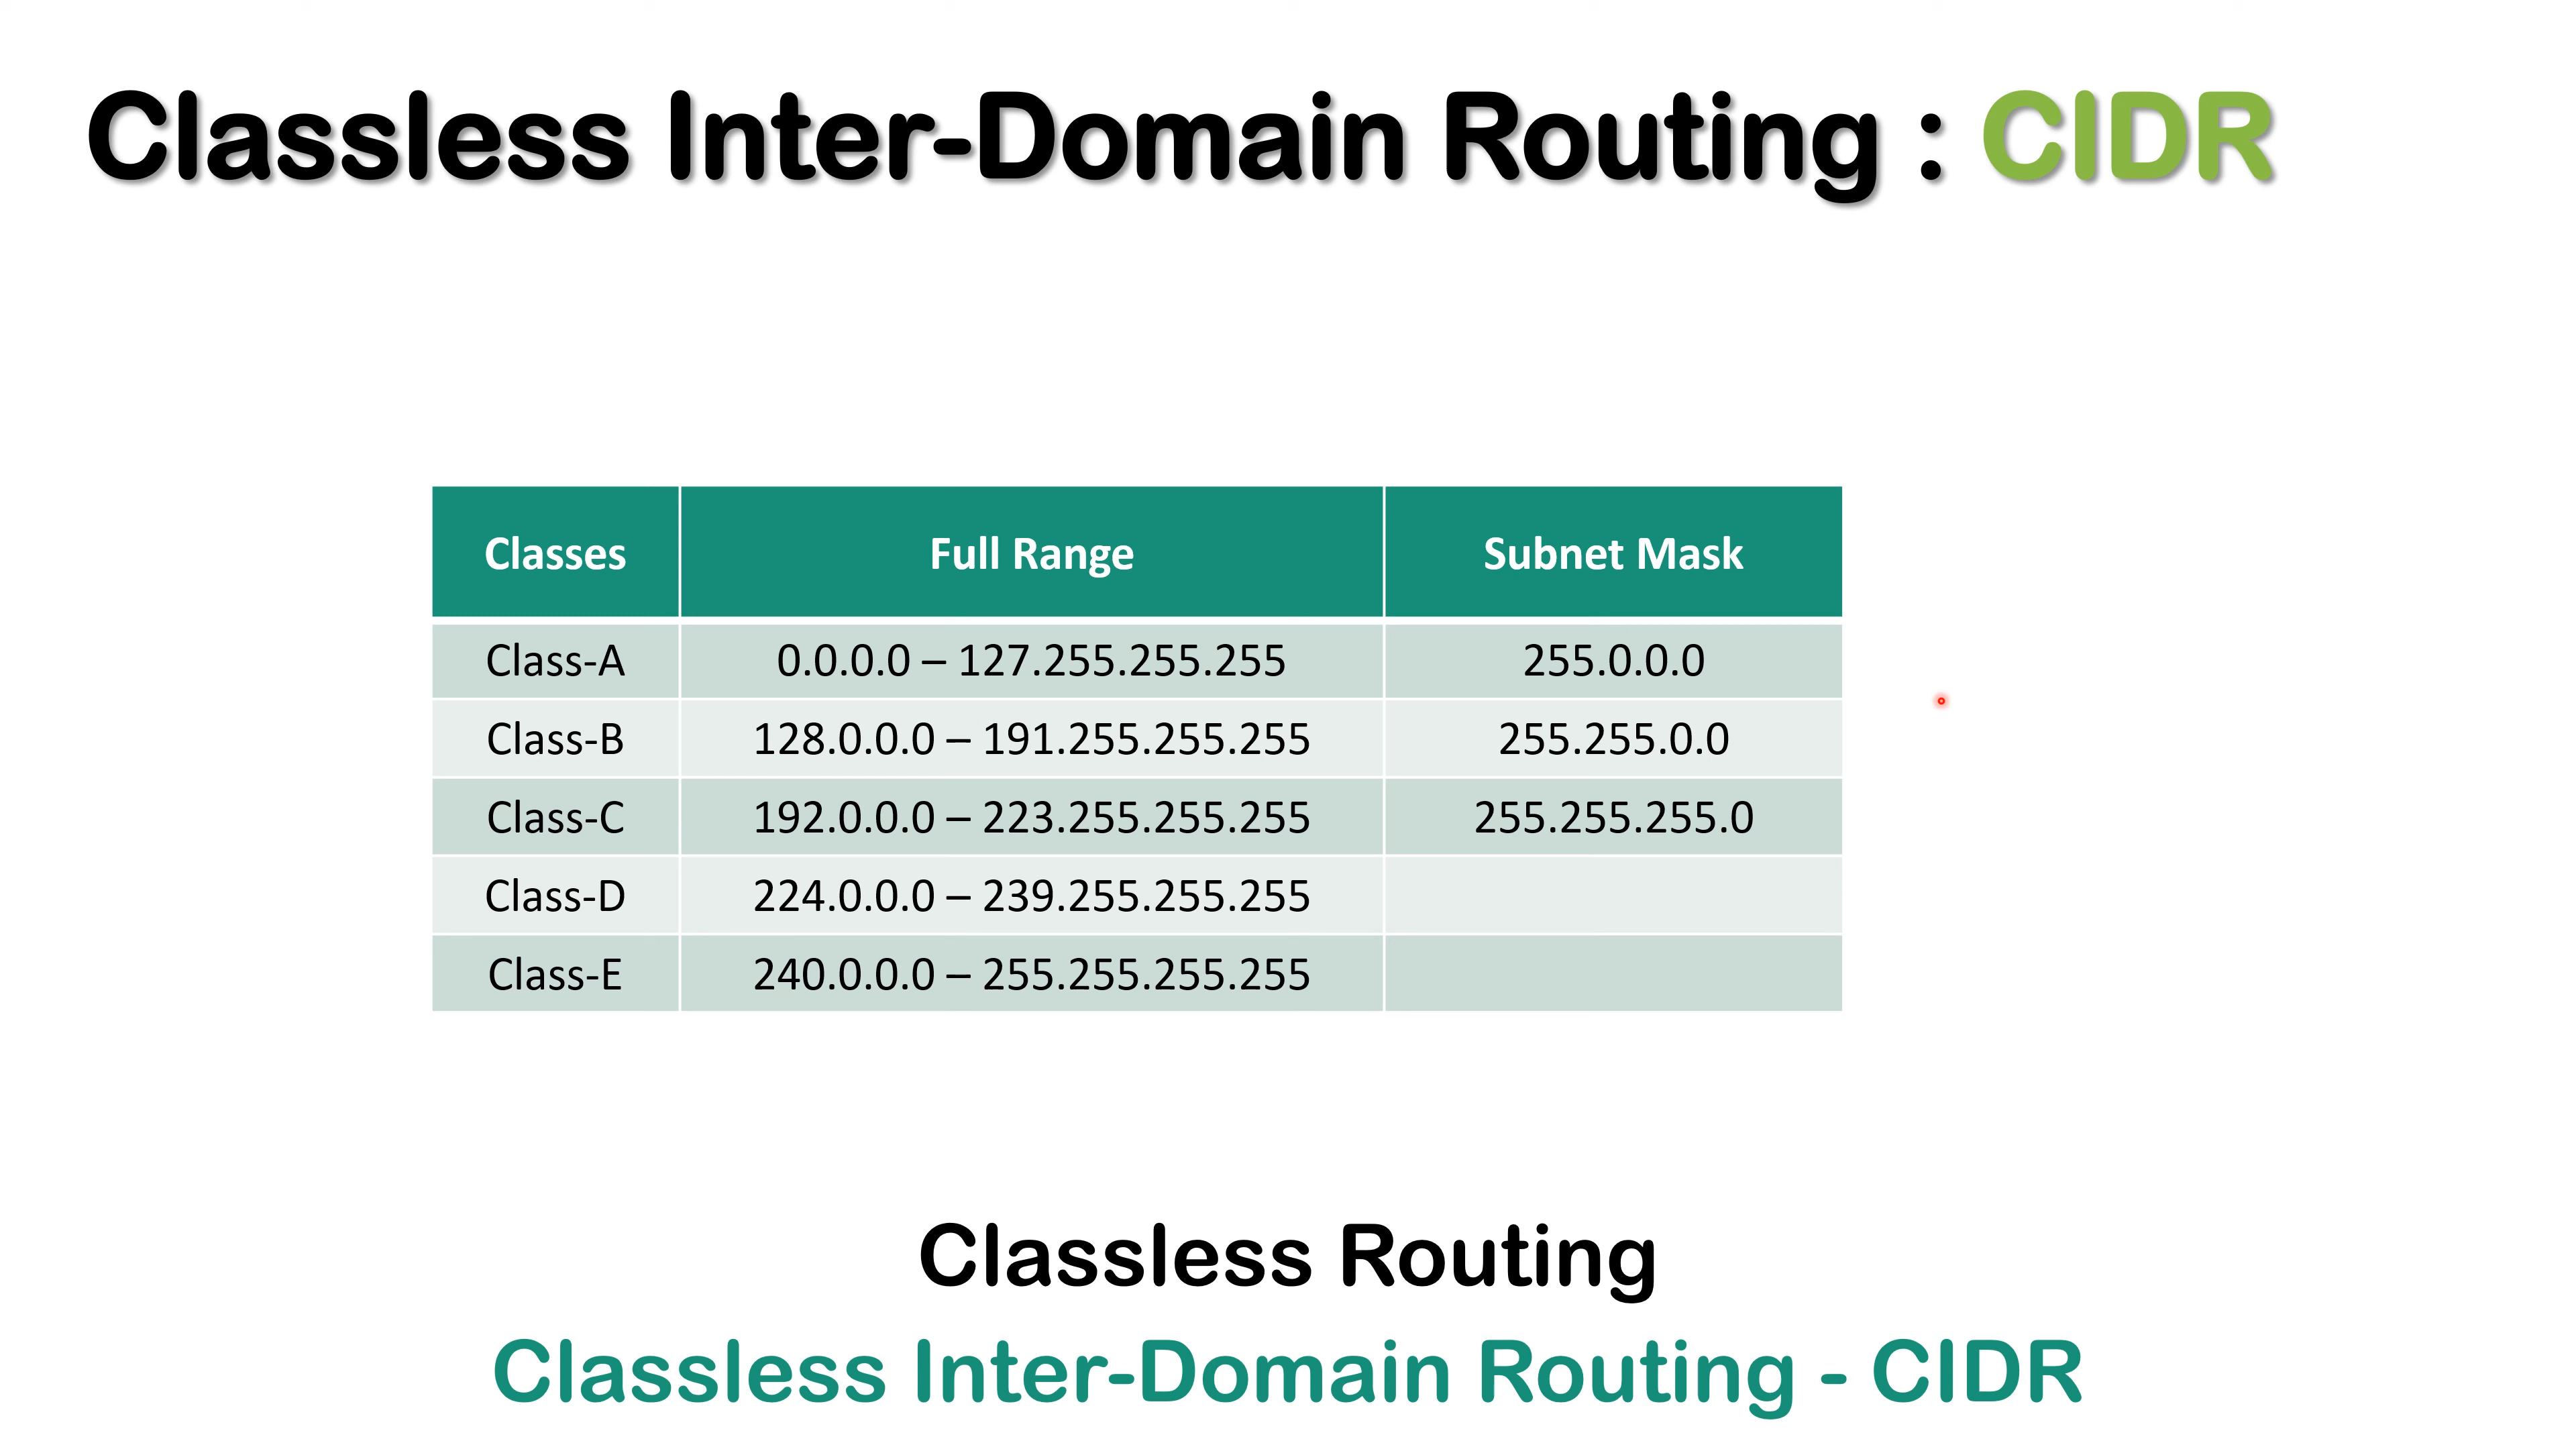 Classless Inter-Domain Routing : CIDR
Classes Full Range Subnet Mask
Class-A 0.0.0.0 – 127.255.255.255 255.0.0.0
Class-B 128.0.0.0 – 191.255.255.255 255.255.0.0
Class-C 192.0.0.0 – 223.255.255.255 255.255.255.0
Class-D 224.0.0.0 – 239.255.255.255
Class-E 240.0.0.0 – 255.255.255.255
Classless Routing
Classless Inter-Domain Routing - CIDR